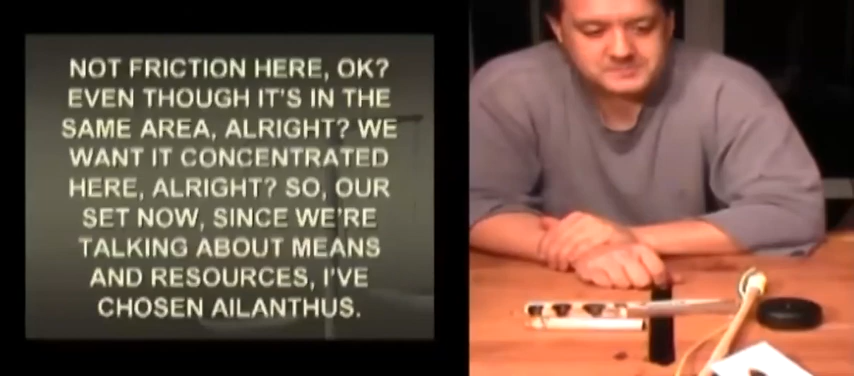 NOT FRICTION HERE, OK?
EVEN THOUGH IT'S IN THE
SAME AREA, ALRIGHT? WE
WANT IT CONCENTRATED
HERE, ALRIGHT? SO, OUR
SET NOW, SINCE WE'RE
TALKING ABOUT MEANS
AND RESOURCES, I'VE
CHOSEN AILANTHUS.